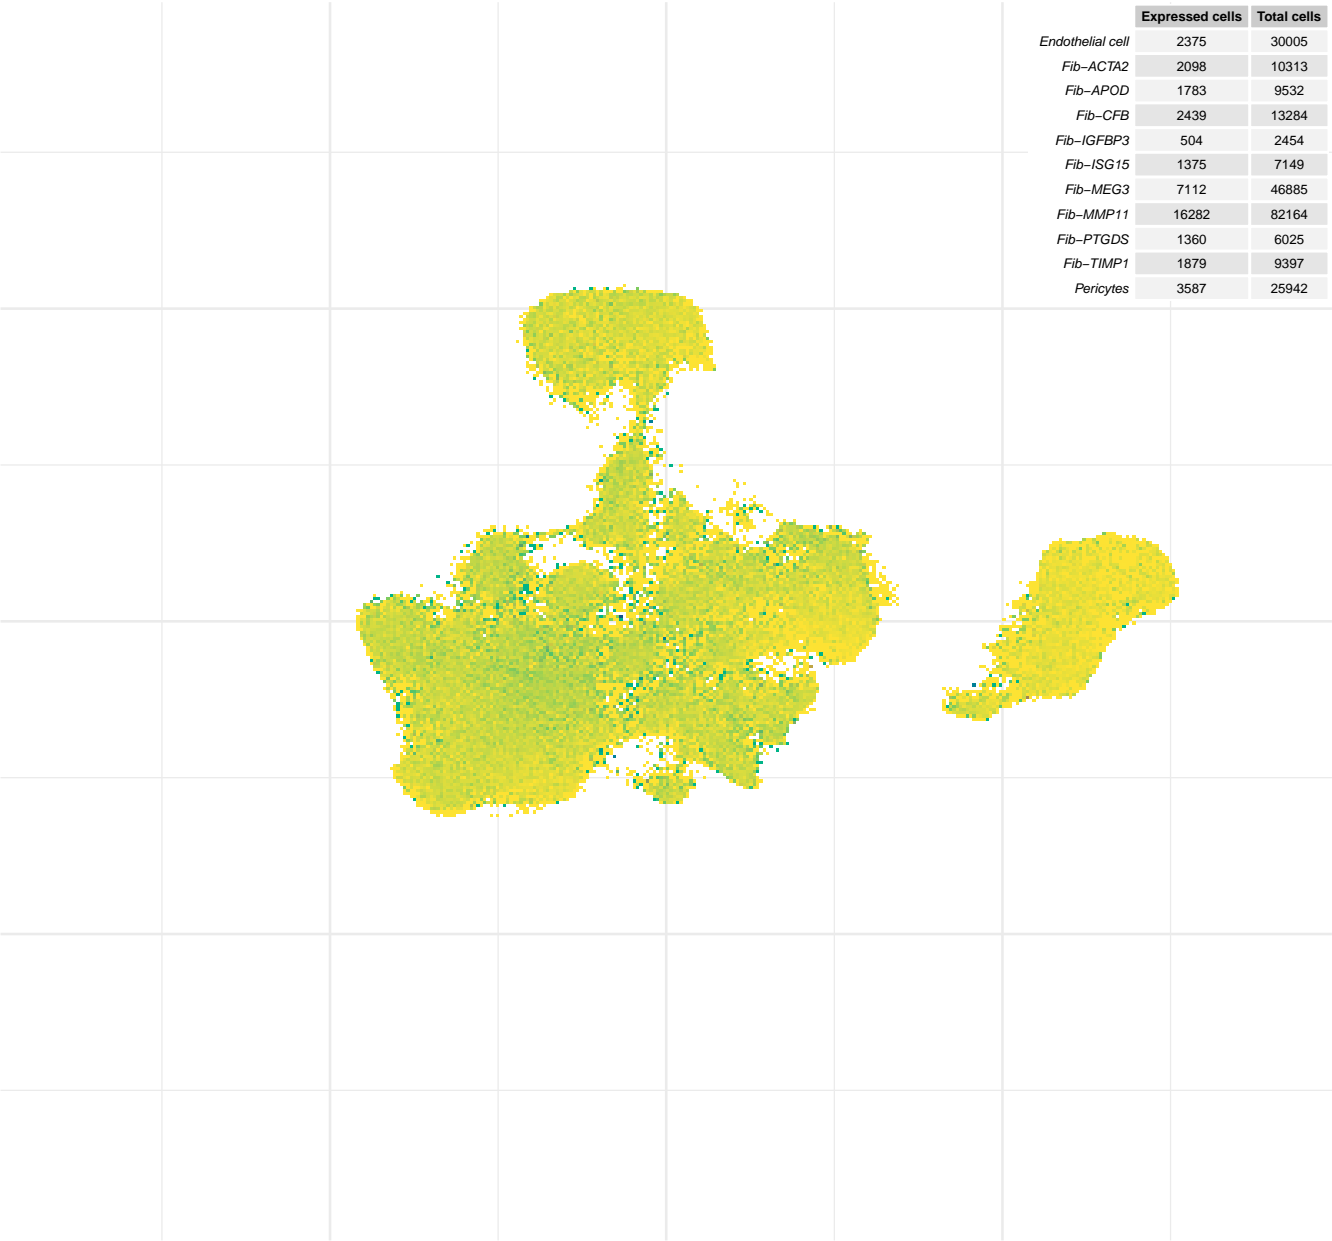 Expressed cells Total cells
Endothelial cell 2375 30005
Fib−ACTA2 2098 10313
Fib−APOD 1783 9532
Fib−CFB 2439 13284
Fib−IGFBP3 504 2454
Fib−ISG15 1375 7149
Fib−MEG3 7112 46885
Fib−MMP11 16282 82164
Fib−PTGDS 1360 6025
Fib−TIMP1 1879 9397
Pericytes 3587 25942